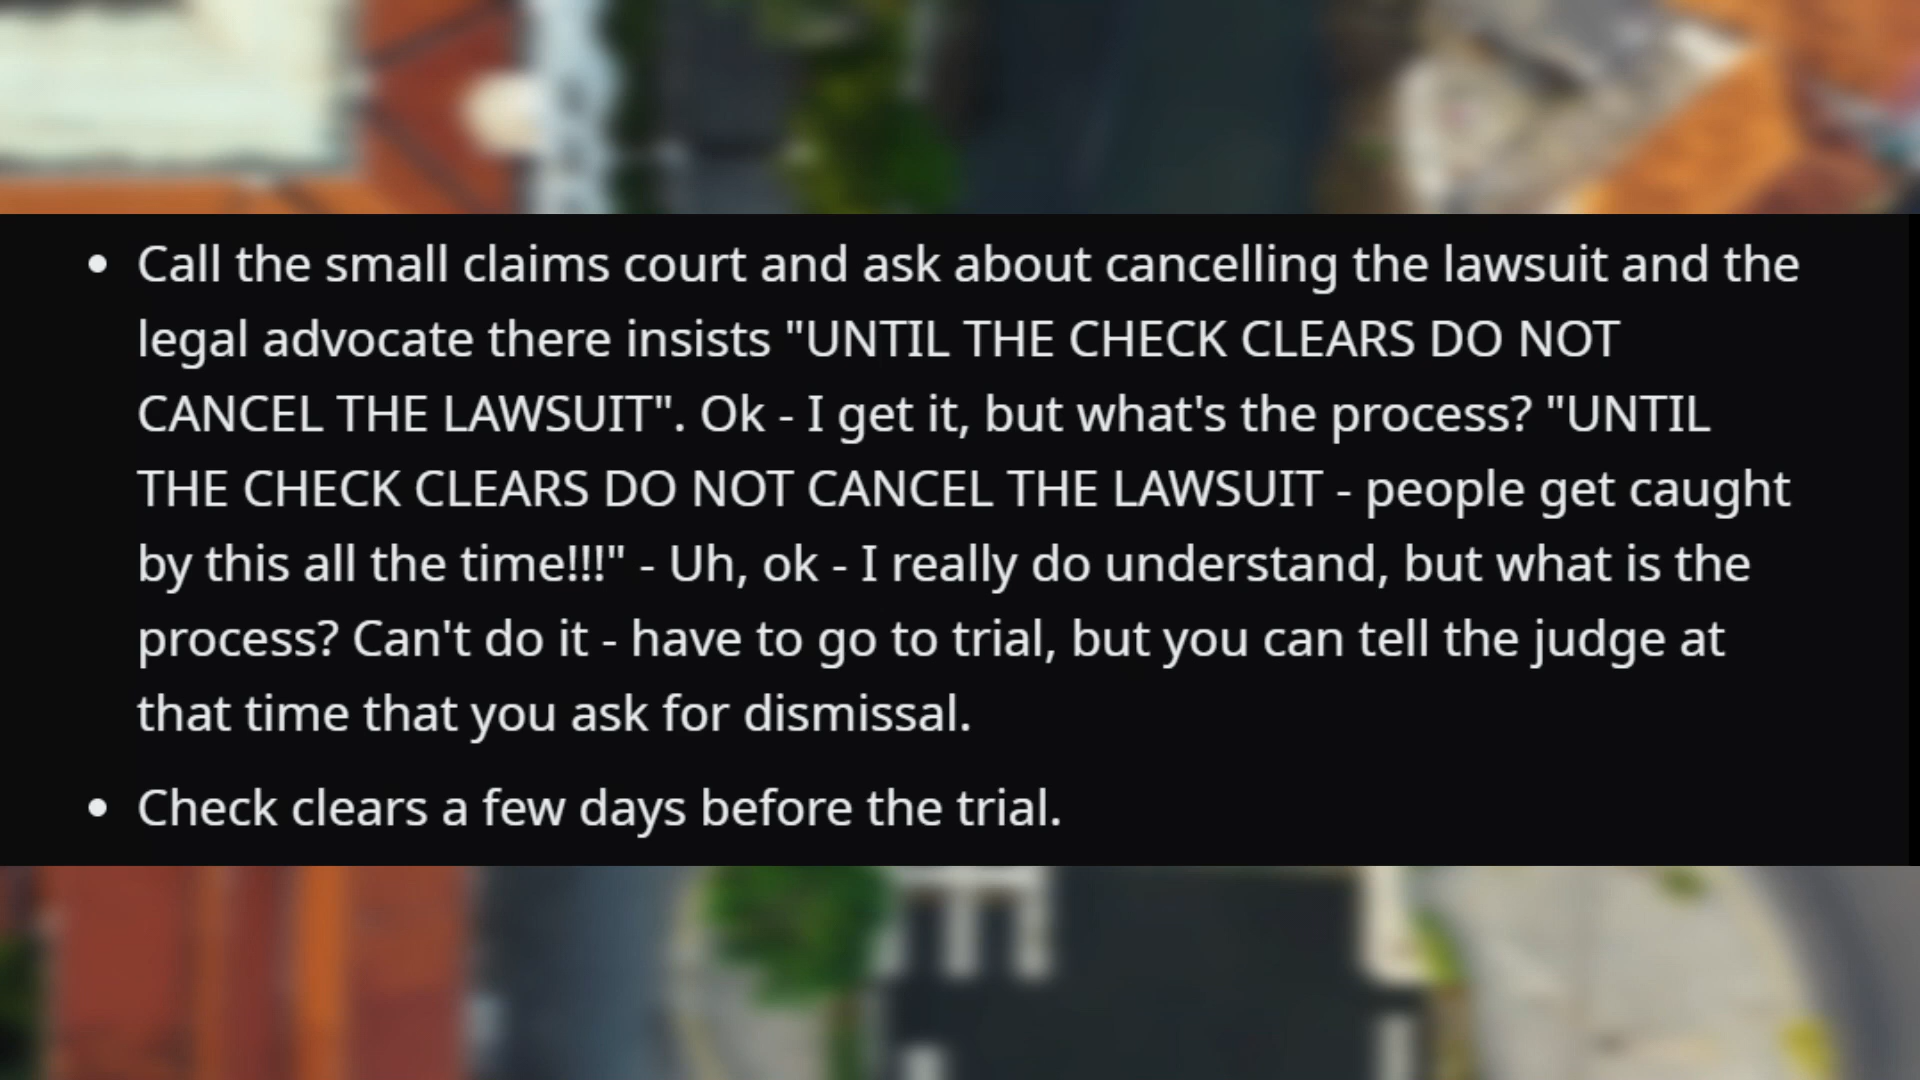 • Call the small claims court and ask about cancelling the lawsuit and the
legal advocate there insists "UNTIL THE CHECK CLEARS DO NOT
CANCEL THE LAWSUIT". Ok - I get it, but what's the process? "UNTIL
THE CHECK CLEARS DO NOT CANCEL THE LAWSUIT - people get caught
by this all the time!!!" - Uh, ok - I really do understand, but what is the
process? Can't do it - have to go to trial, but you can tell the judge at
that time that you ask for dismissal.
• Check clears a few days before the trial.